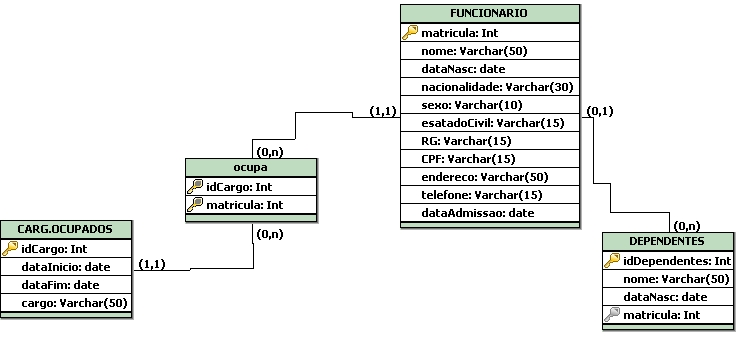 FUNCIONARIO
matricula: Int
nome: Varchar(50)
dataNasc: date
nacionalidade: Varchar(30)
sexo: Varchar(10)
esatadoCivil: Varchar(15)
RG: Varchar(15)
CPF: Varchar(15)
endereco: Varchar(50)
telefone: Varchar(15)
dataAdmissao: date
(1,1)
(0,1)
(0,n)
ocupa
idCargo: Int
matricula: Int
(0,n)
CARG.OCUPADOS
idCargo: Int
dataInicio: date
dataFim: date
cargo: Varchar(50)
(1,1)
(0,n)
DEPENDENTES
idDependentes: Int
nome: Varchar(50)
dataNasc: date
matricula: Int